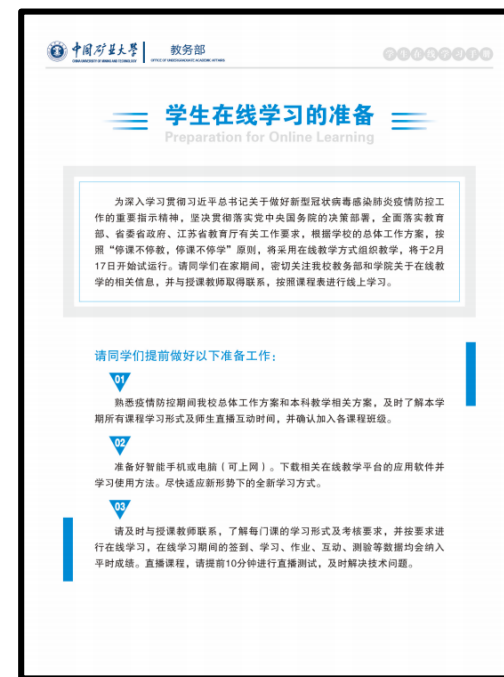 中国矿业大学 教务部
CHINA UNIVERSITY OF MINING AND TECHNOLOGY OFFICE OF UNDERGRADUATE ACADEMIC AFFAIRS
学生在线学习手册
学生在线学习的准备
Preparation for Online Learning
为深入学习贯彻习近平总书记关于做好新型冠状病毒感染肺炎疫情防控工
作的重要指示精神，坚决贯彻落实党中央国务院的决策部署，全面落实教育
部、省委省政府、江苏省教育厅有关工作要求，根据学校的总体工作方案，按
照“停课不停教，停课不停学”原则，将采用在线教学方式组织教学，将于2月
17日开始试运行。请同学们在家期间，密切关注我校教务部和学院关于在线教
学的相关信息，并与授课教师取得联系，按照课程表进行线上学习。
请同学们提前做好以下准备工作：
01
熟悉疫情防控期间我校总体工作方案和本科教学相关方案，及时了解本学
期所有课程学习形式及师生直播互动时间，并确认加入各课程班级。
02
准备好智能手机或电脑（可上网）。下载相关在线教学平台的应用软件并
学习使用方法。尽快适应新形势下的全新学习方式。
03
请及时与授课教师联系，了解每门课的学习形式及考核要求，并按要求进
行在线学习，在线学习期间的签到、学习、作业、互动、测验等数据均会纳入
平时成绩。直播课程，请提前10分钟进行直播测试，及时解决技术问题。